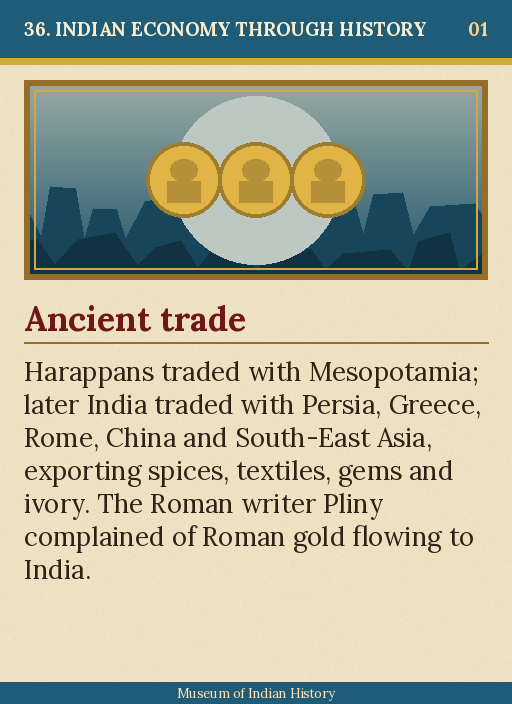 36. INDIAN ECONOMY THROUGH HISTORY 01
Ancient trade
Harappans traded with Mesopotamia;
later India traded with Persia, Greece,
Rome, China and South-East Asia,
exporting spices, textiles, gems and
ivory. The Roman writer Pliny
complained of Roman gold flowing to
India.
Museum of Indian History